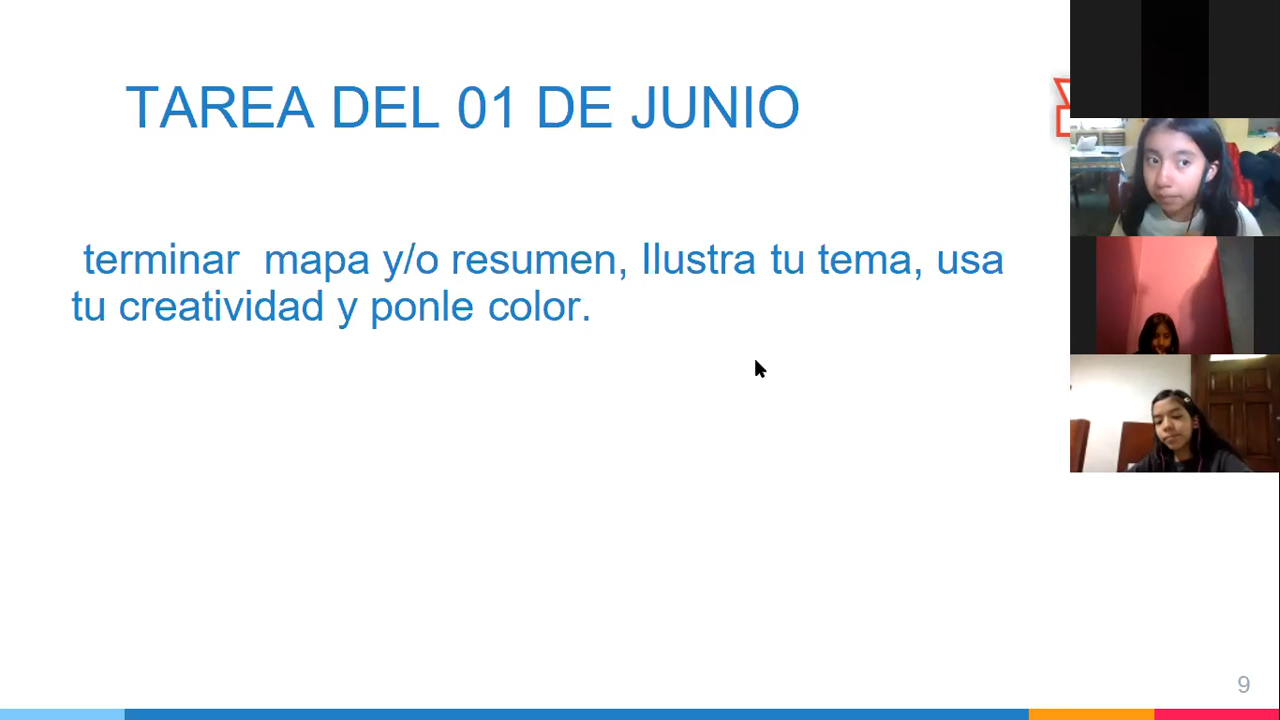 TAREA DEL 01 DE JUNIO
terminar  mapa y/o resumen, Ilustra tu tema, usa
tu creatividad y ponle color.
9